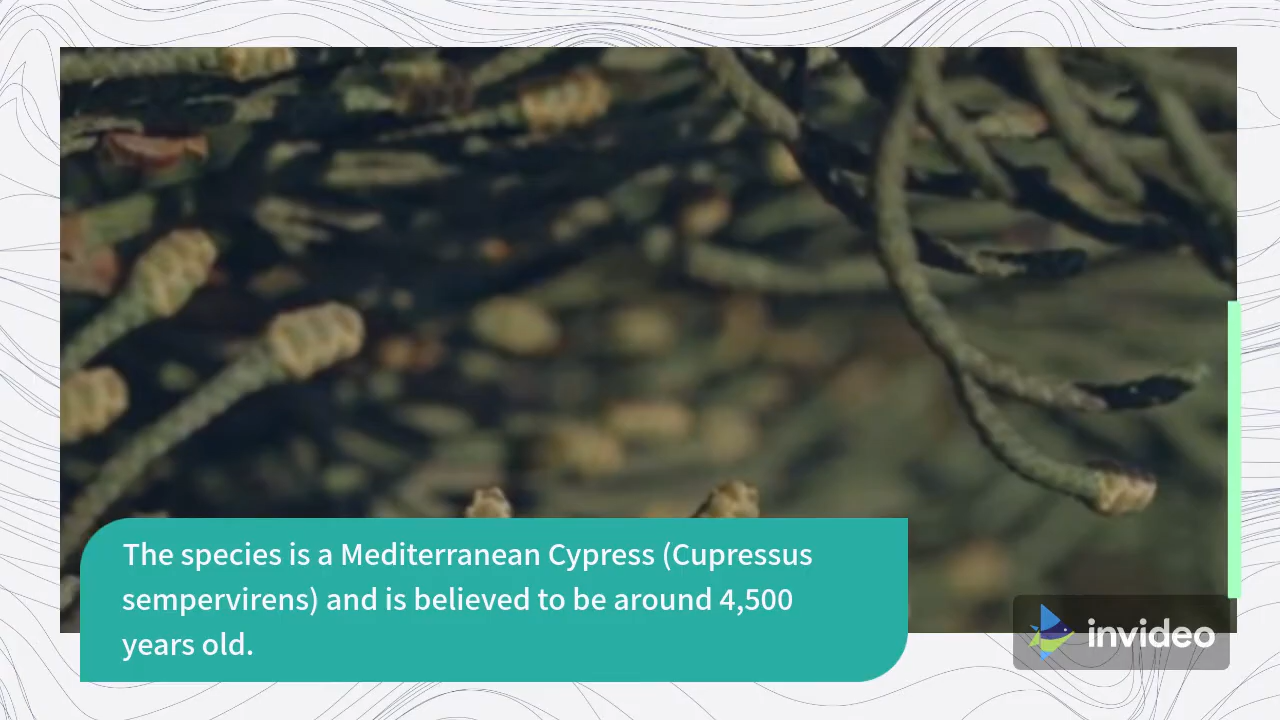 The species is a Mediterranean Cypress (Cupressus
sempervirens) and is believed to be around 4,500
years old.
invideo